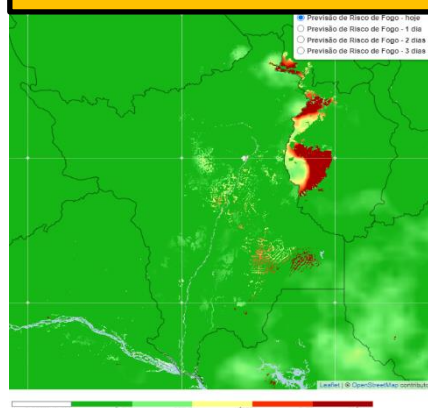 Previsão de Risco de Fogo - hoje
Previsão de Risco de Fogo - 1 dia
Previsão de Risco de Fogo - 2 dias
Previsão de Risco de Fogo - 3 dias
Leaflet | © OpenStreetMap contributo